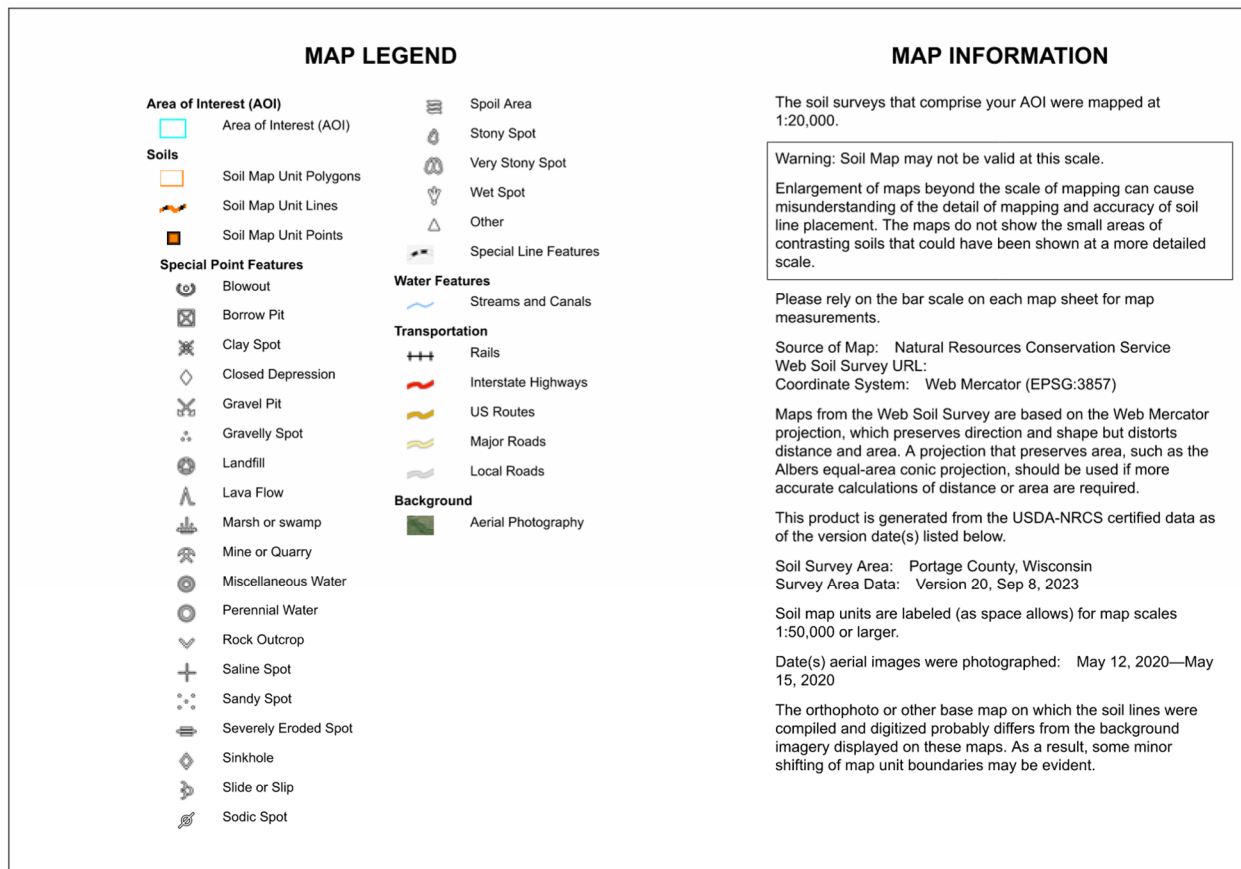 MAP LEGEND
Area of Interest (AOI)
Area of Interest (AOI)
Soils
Soil Map Unit Polygons
Soil Map Unit Lines
Soil Map Unit Points
Special Point Features
Blowout
Borrow Pit
Clay Spot
Closed Depression
Gravel Pit
Gravelly Spot
Landfill
Lava Flow
Marsh or swamp
Mine or Quarry
Miscellaneous Water
Perennial Water
Rock Outcrop
Saline Spot
Sandy Spot
Severely Eroded Spot
Sinkhole
Slide or Slip
Sodic Spot
Spoil Area
Stony Spot
Very Stony Spot
Wet Spot
Other
Special Line Features
Water Features
Streams and Canals
Transportation
Rails
Interstate Highways
US Routes
Major Roads
Local Roads
Background
Aerial Photography
MAP INFORMATION
The soil surveys that comprise your AOI were mapped at
1:20,000.
Warning: Soil Map may not be valid at this scale.
Enlargement of maps beyond the scale of mapping can cause
misunderstanding of the detail of mapping and accuracy of soil
line placement. The maps do not show the small areas of
contrasting soils that could have been shown at a more detailed
scale.
Please rely on the bar scale on each map sheet for map
measurements.
Source of Map: Natural Resources Conservation Service
Web Soil Survey URL:
Coordinate System: Web Mercator (EPSG:3857)
Maps from the Web Soil Survey are based on the Web Mercator
projection, which preserves direction and shape but distorts
distance and area. A projection that preserves area, such as the
Albers equal-area conic projection, should be used if more
accurate calculations of distance or area are required.
This product is generated from the USDA-NRCS certified data as
of the version date(s) listed below.
Soil Survey Area: Portage County, Wisconsin
Survey Area Data: Version 20, Sep 8, 2023
Soil map units are labeled (as space allows) for map scales
1:50,000 or larger.
Date(s) aerial images were photographed: May 12, 2020—May
15, 2020
The orthophoto or other base map on which the soil lines were
compiled and digitized probably differs from the background
imagery displayed on these maps. As a result, some minor
shifting of map unit boundaries may be evident.